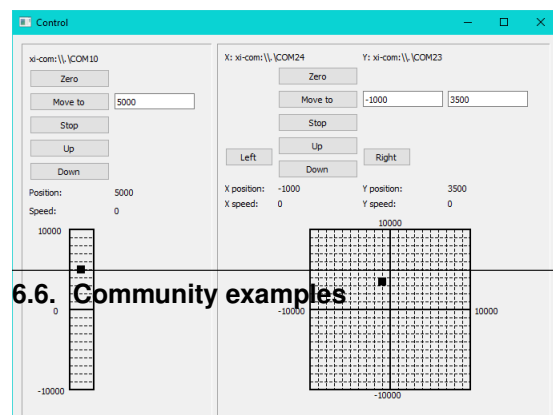 Control
xi-com:\\.\COM10
Zero
Move to 5000
Stop
Up
Down
Position: 5000
Speed: 0
10000
0
-10000
X: xi-com:\\.\COM24 Y: xi-com:\\.\COM23
Zero
Move to -1000 3500
Stop
Up
Left Right
Down
X position: -1000 Y position: 3500
X speed: 0 Y speed: 0
10000
-10000 10000
-10000
6.6. Community examples